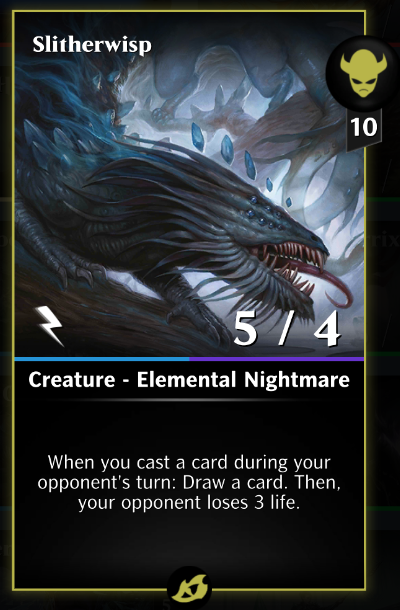 Slitherwisp
10
5 / 4
Creature - Elemental Nightmare
When you cast a card during your
opponent's turn: Draw a card. Then,
your opponent loses 3 life.